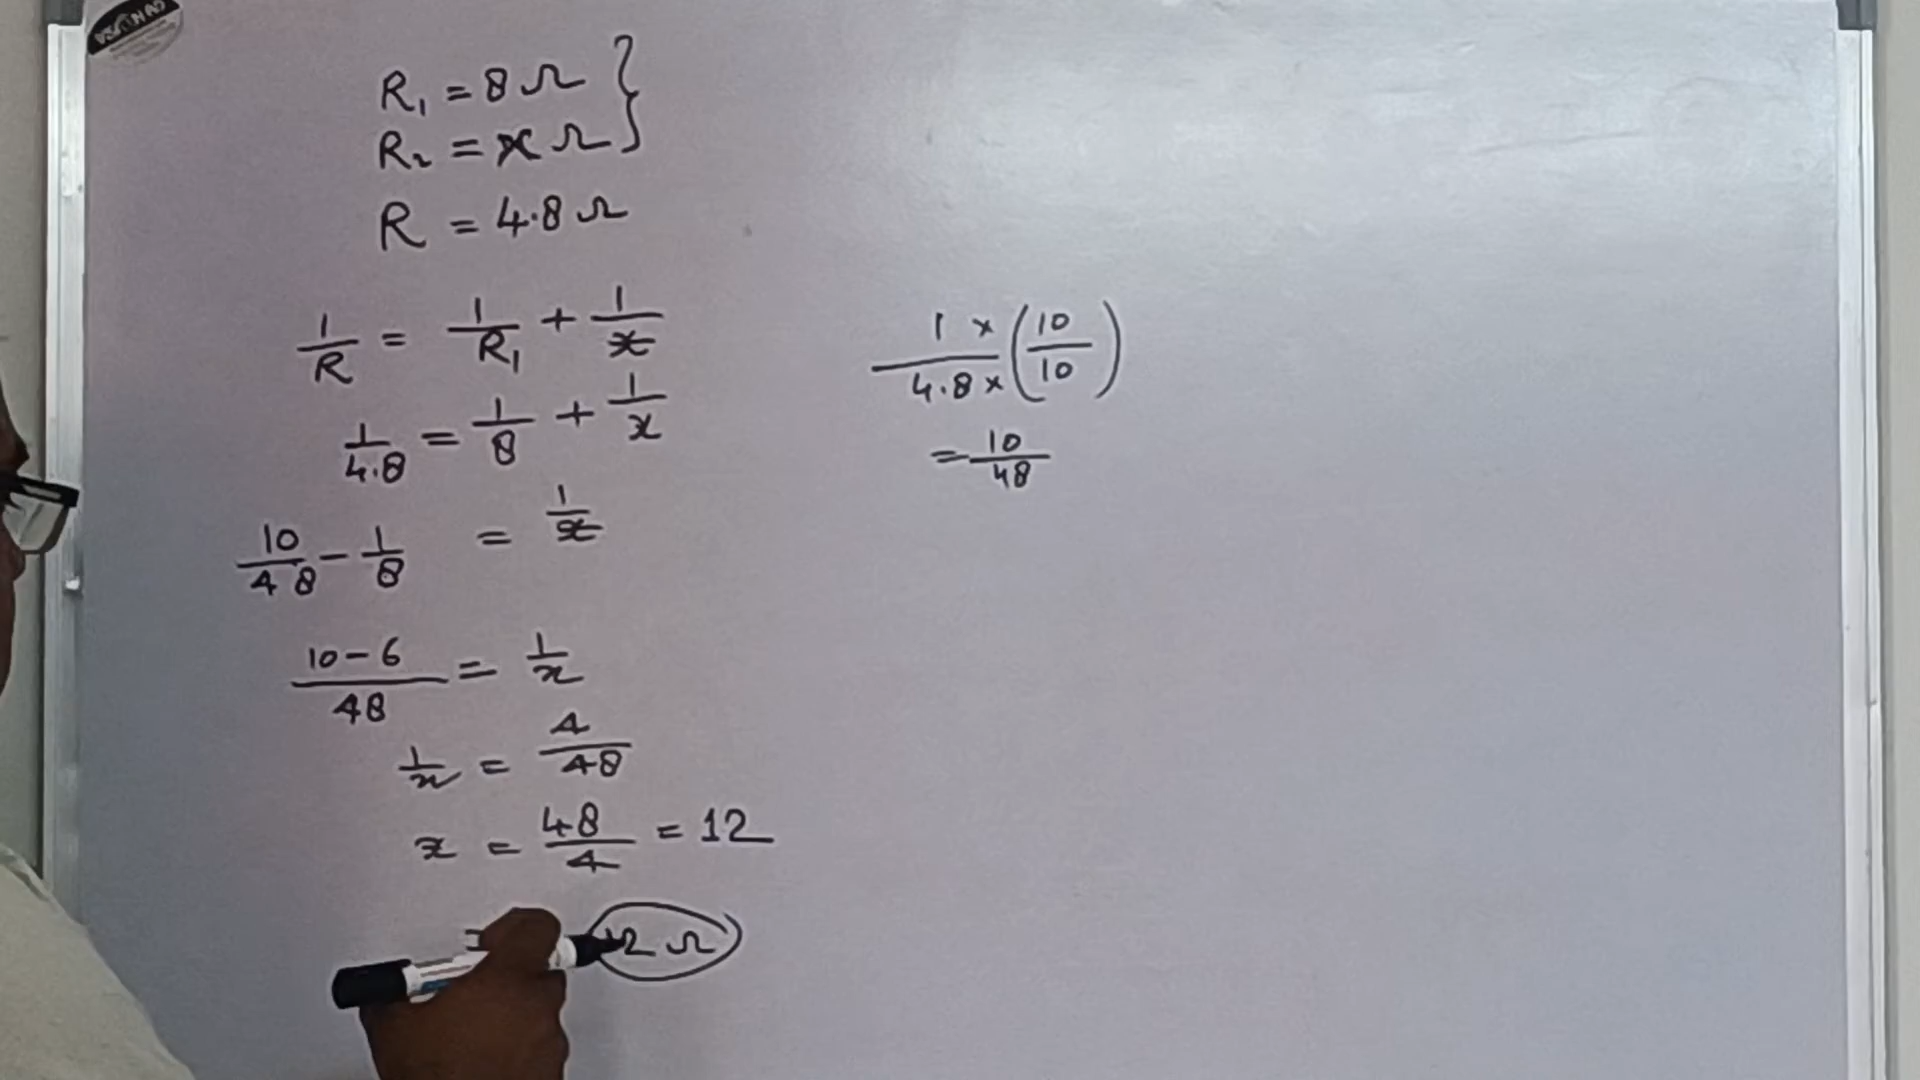 R₁ = 8 Ω
R₂ = x Ω
R = 4.8 Ω
1/R = 1/R₁ + 1/x
1/4.8 = 1/8 + 1/x
10/48 - 1/8 = 1/x
(10-6)/48 = 1/x
1/x = 4/48
x = 48/4 = 12
12 Ω
1 × / 4.8 × (10/10)
= 10/48